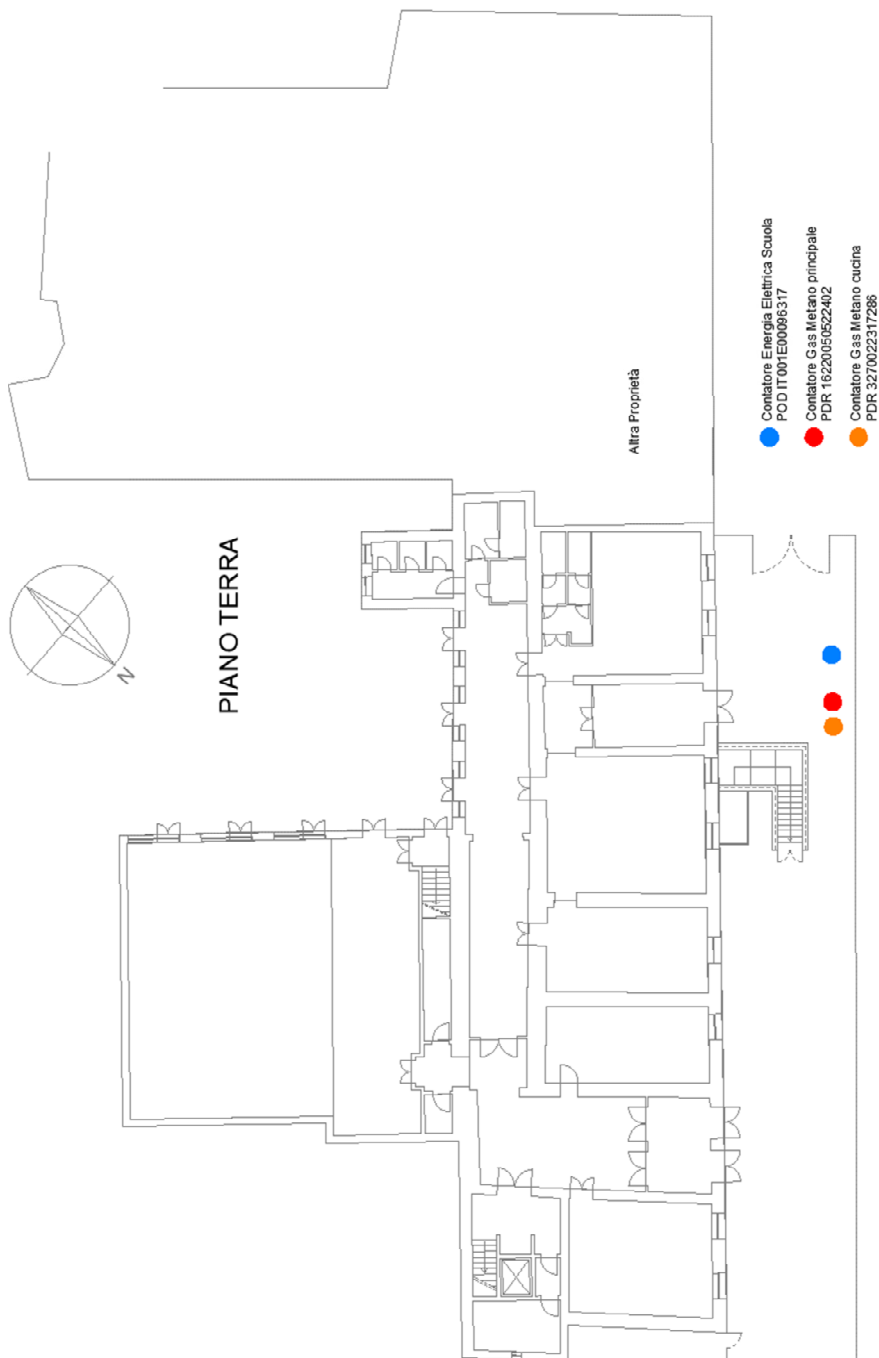 PIANO TERRA
N
Altra Proprietà
Contatore Energia Elettrica Scuola
POD IT001E00096317
Contatore Gas Metano principale
PDR 16220050522402
Contatore Gas Metano cucina
PDR 3270022317286